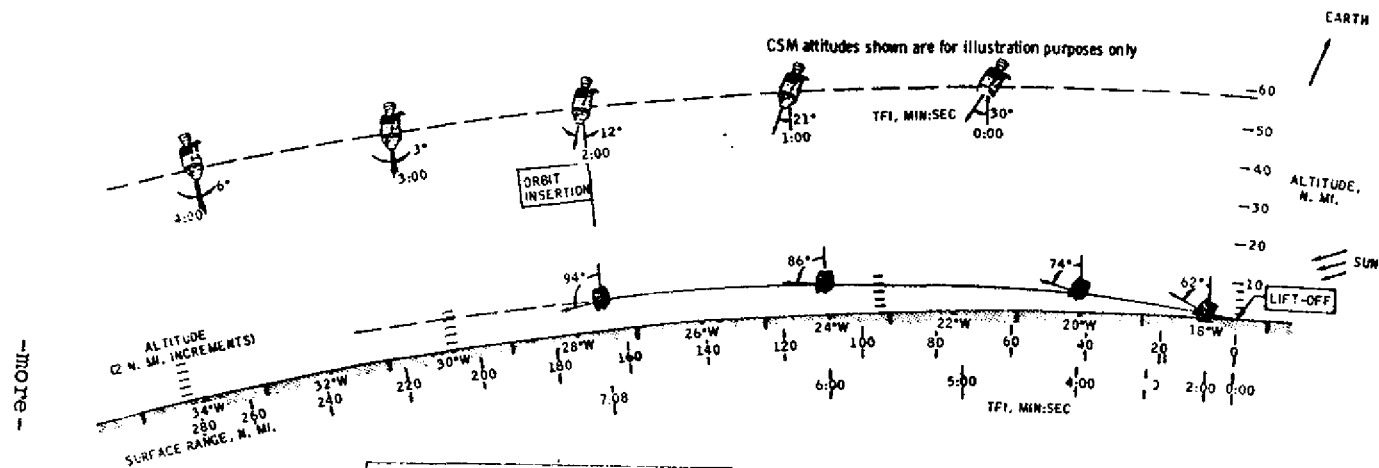 EARTH
CSM attitudes shown are for illustration purposes only
60
50
40
30
20
10
ALTITUDE,
N. MI.
TFI, MIN:SEC
30°
0:00
21°
1:00
12°
2:00
3°
3:00
6°
4:00
ORBIT
INSERTION
SUN
LIFT-OFF
94°
86°
74°
62°
ALTITUDE
(2 N. MI. INCREMENTS)
34°W
32°W
30°W
28°W
26°W
24°W
22°W
20°W
18°W
280
260
240
220
200
180
160
140
120
100
80
60
40
20
0
SURFACE RANGE, N. MI.
7:08
6:00
5:00
4:00
2:00
0:00
TFI, MIN:SEC
-more-